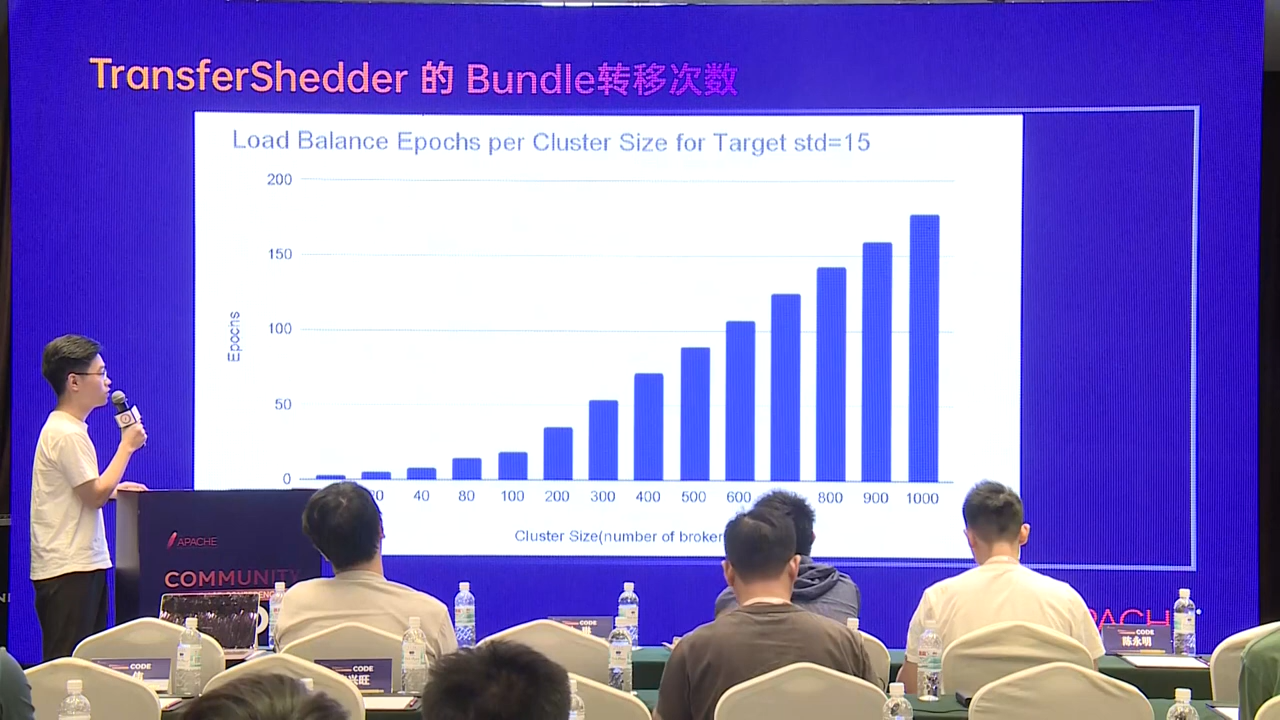 TransferShedder 的 Bundle转移次数
Load Balance Epochs per Cluster Size for Target std=15
200
150
100
50
0
Epochs
40 80 100 200 300 400 500 600 800 900 1000
Cluster Size(number of broker
APACHE
COMMUNITY
CODE
CODE
CODE
陈永明